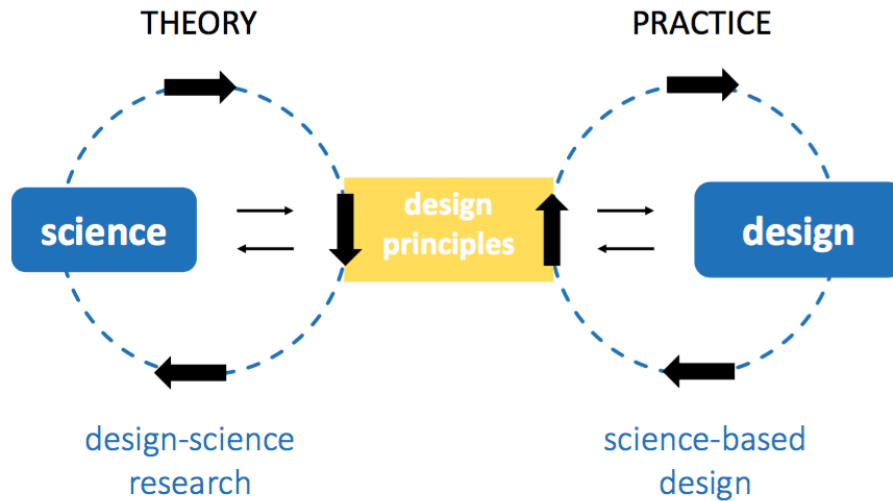 THEORY
PRACTICE
science
design
principles
design
design-science
research
science-based
design